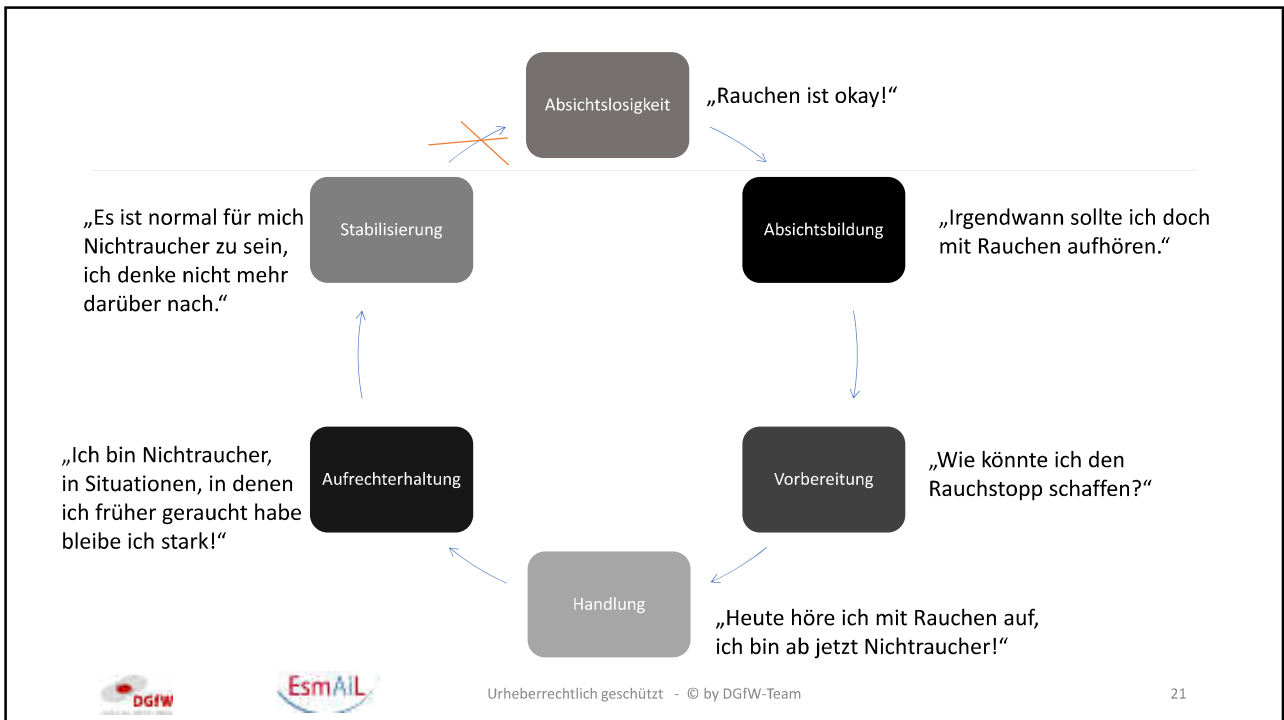 Absichtslosigkeit
„Rauchen ist okay!“
Absichtsbildung
„Irgendwann sollte ich doch
mit Rauchen aufhören.“
Vorbereitung
„Wie könnte ich den
Rauchstopp schaffen?“
Handlung
„Heute höre ich mit Rauchen auf,
ich bin ab jetzt Nichtraucher!“
Aufrechterhaltung
„Ich bin Nichtraucher,
in Situationen, in denen
ich früher geraucht habe
bleibe ich stark!“
Stabilisierung
„Es ist normal für mich
Nichtraucher zu sein,
ich denke nicht mehr
darüber nach.“
DGfW
EsmAiL
Urheberrechtlich geschützt - © by DGfW-Team
21